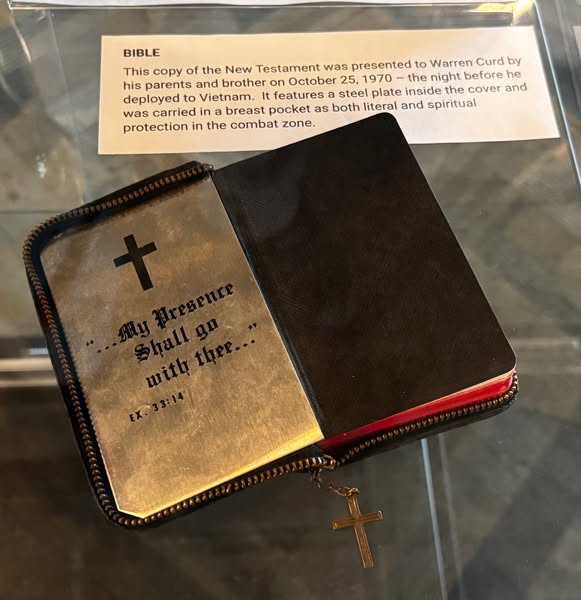 BIBLE
This copy of the New Testament was presented to Warren Curd by
his parents and brother on October 25, 1970 – the night before he
deployed to Vietnam.  It features a steel plate inside the cover and
was carried in a breast pocket as both literal and spiritual
protection in the combat zone.
“...My Presence
Shall go
with thee...”
EX. 33:14